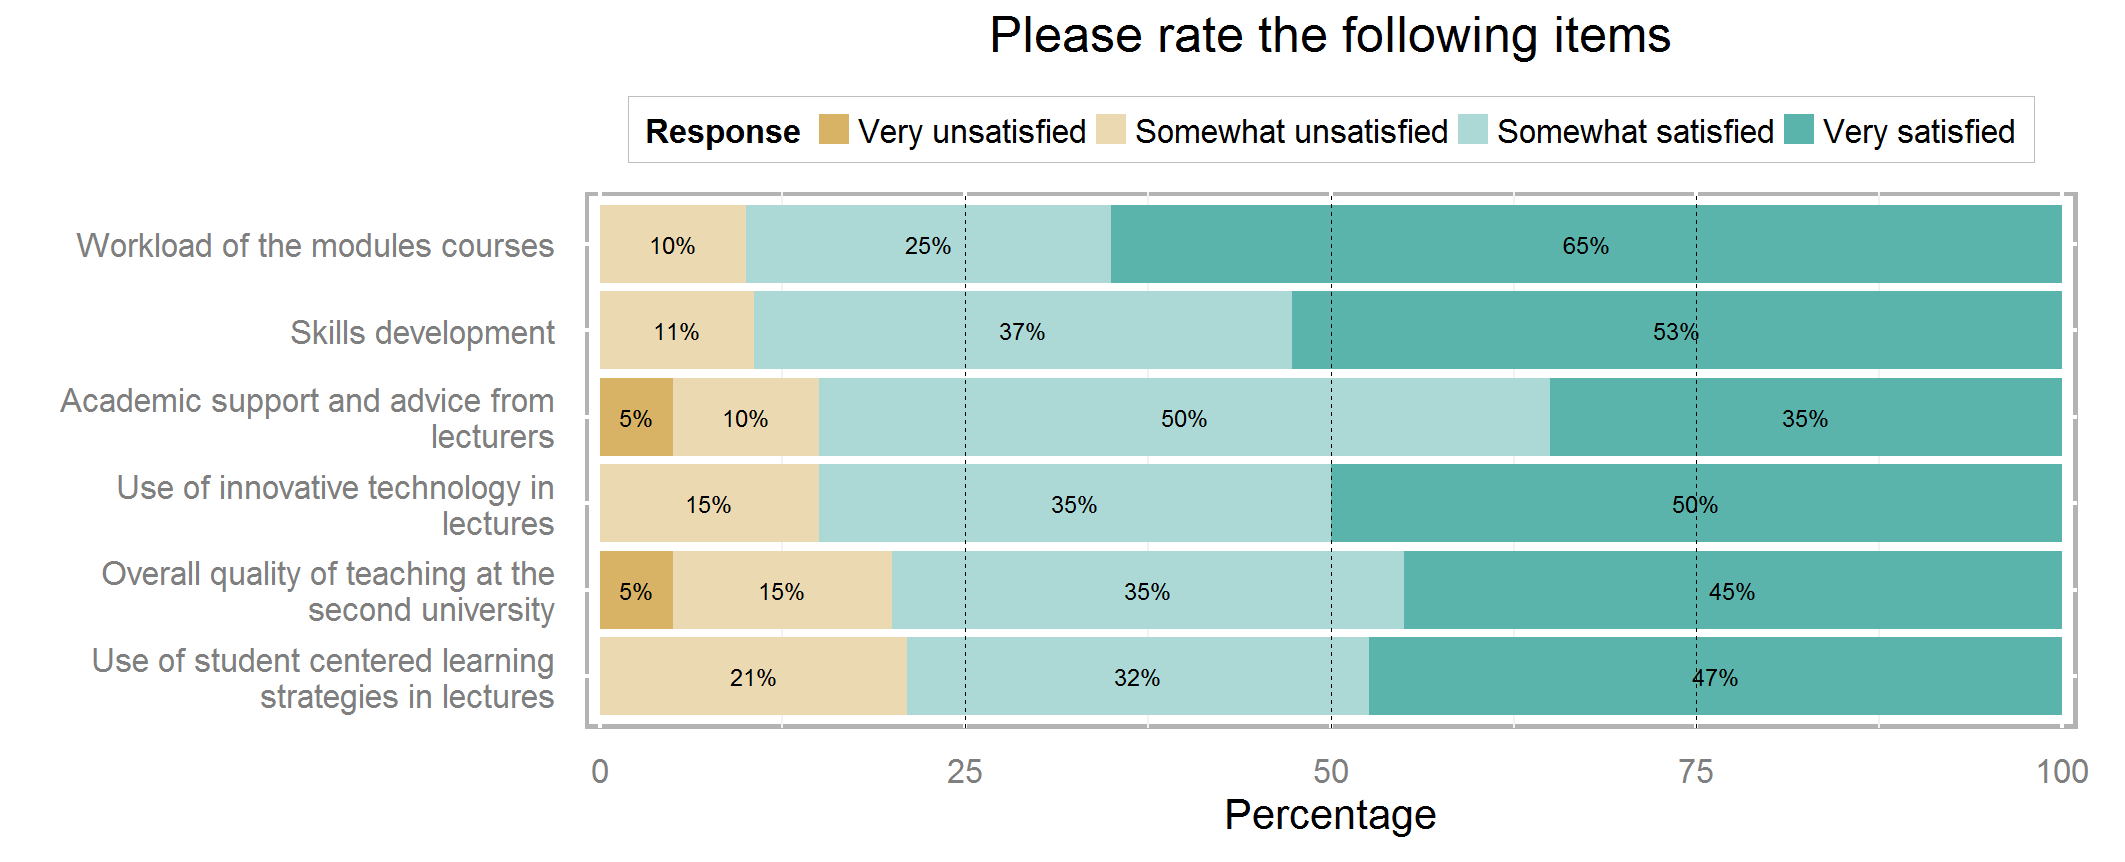 Please rate the following items
Response Very unsatisfied Somewhat unsatisfied Somewhat satisfied Very satisfied
Workload of the modules courses 10% 25% 65%
Skills development 11% 37% 53%
Academic support and advice from
lecturers
5% 10% 50% 35%
Use of innovative technology in
lectures
15% 35% 50%
Overall quality of teaching at the
second university
5% 15% 35% 45%
Use of student centered learning
strategies in lectures
21% 32% 47%
0 25 50 75 100
Percentage